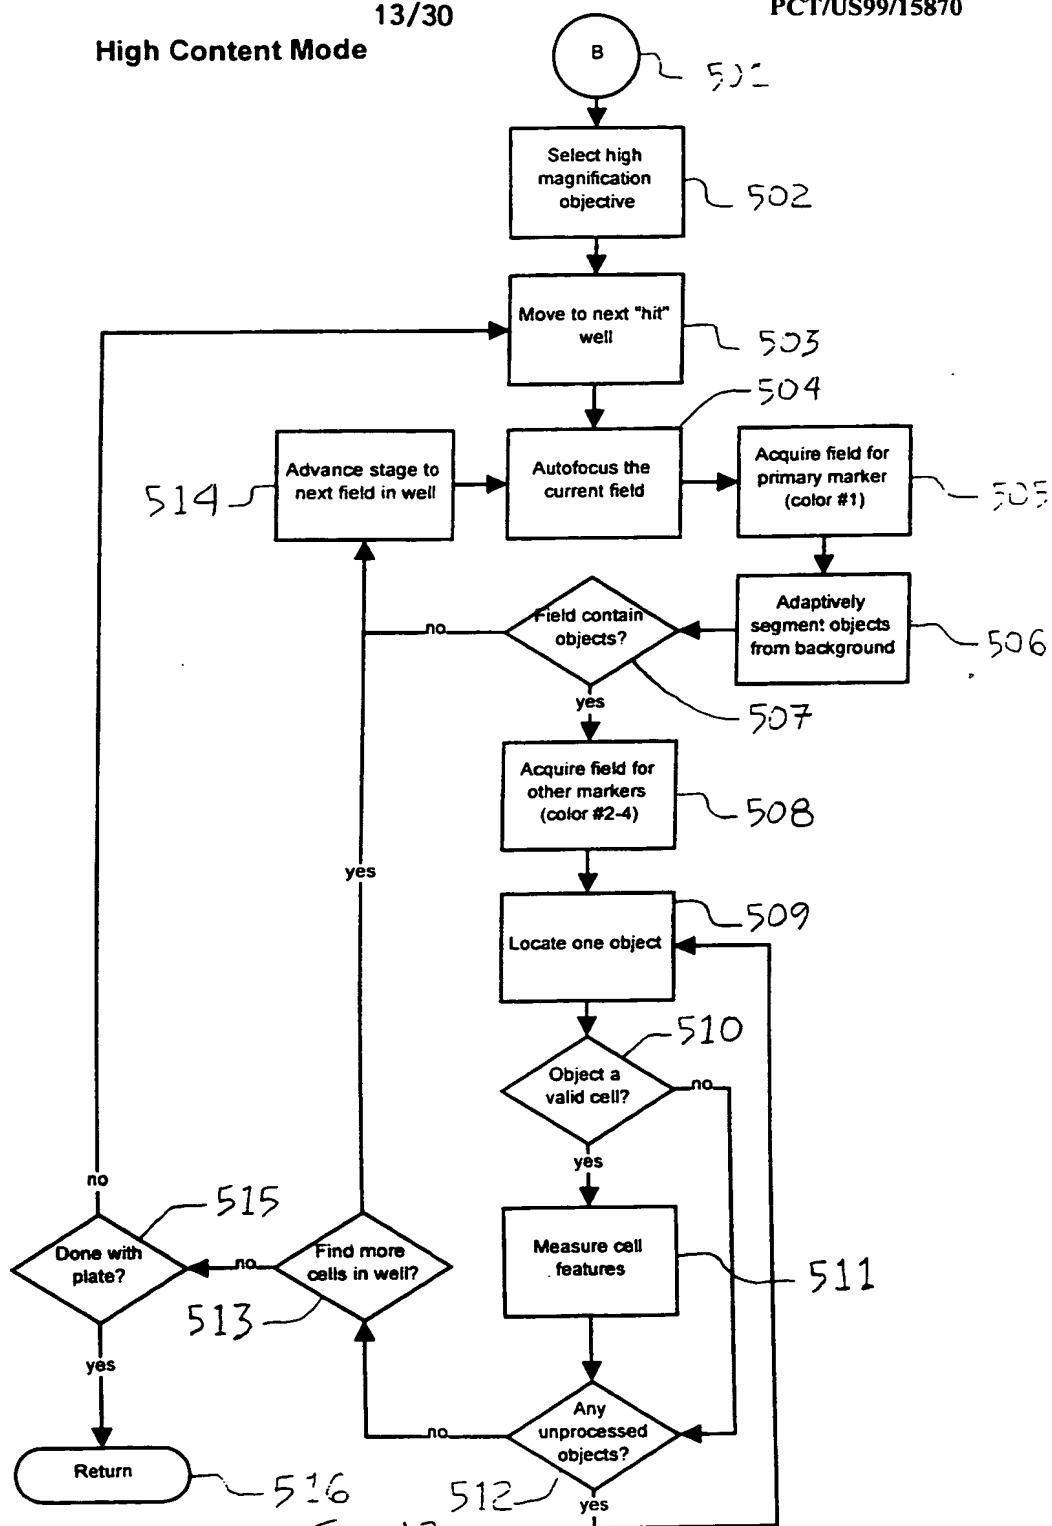 13/30
PCT/US99/15870
High Content Mode
B
501
Select high
magnification
objective
502
Move to next "hit"
well
503
504
Advance stage to
next field in well
514
Autofocus the
current field
Acquire field for
primary marker
(color #1)
505
Field contain
objects?
no
Adaptively
segment objects
from background
506
yes
507
Acquire field for
other markers
(color #2-4)
508
yes
509
Locate one object
510
Object a
valid cell?
no
yes
no
515
Done with
plate?
no
Find more
cells in well?
Measure cell
features
511
513
yes
Any
unprocessed
objects?
no
Return
516
512
yes